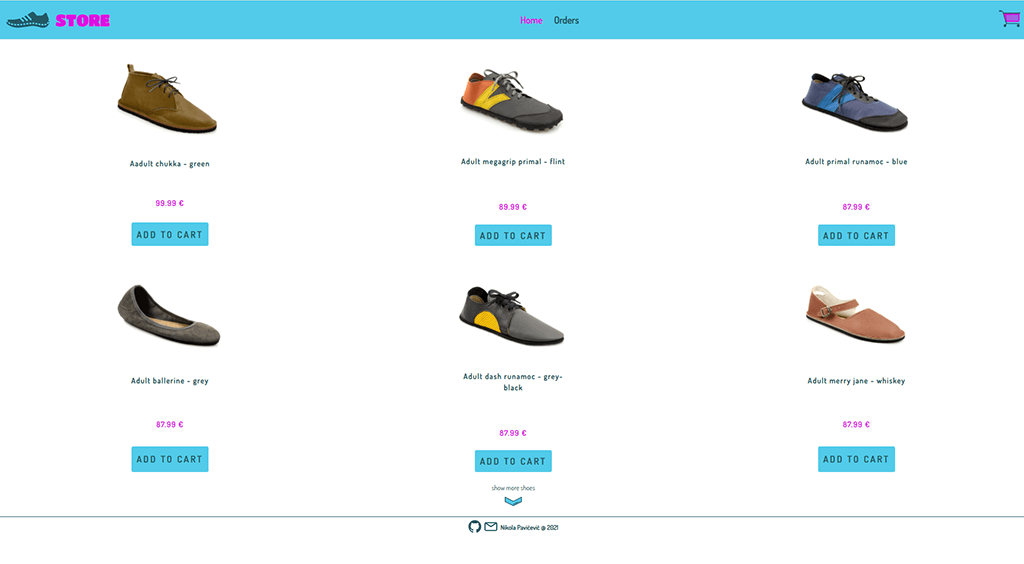 STORE
Home
Orders
Aadult chukka - green
Adult megagrip primal - flint
Adult primal runamoc - blue
99.99 €
89.99 €
87.99 €
ADD TO CART
ADD TO CART
ADD TO CART
Adult ballerine - grey
Adult dash runamoc - grey-
black
Adult merry jane - whiskey
87.99 €
87.99 €
87.99 €
ADD TO CART
ADD TO CART
ADD TO CART
show more shoes
Nikola Pavićević @ 2021